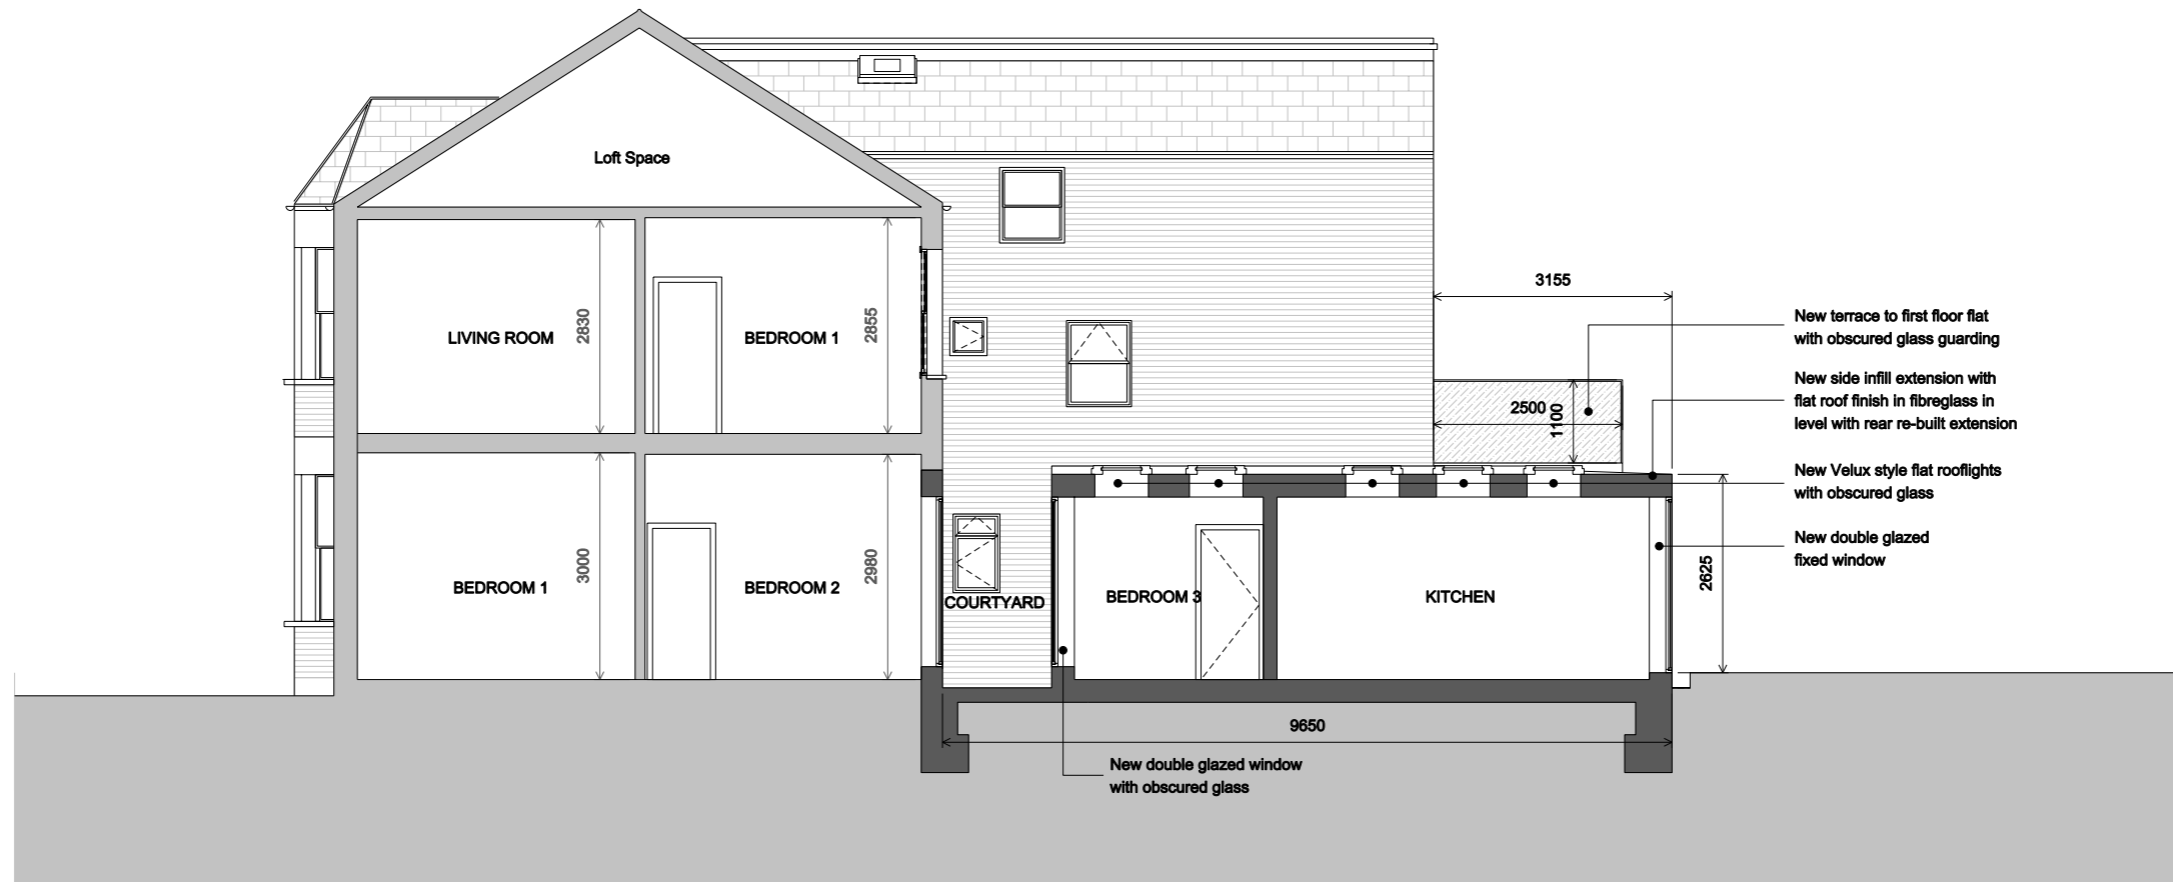 Loft Space
3155
New terrace to first floor flat
with obscured glass guarding
LIVING ROOM
2830
BEDROOM 1
2855
New side infill extension with
flat roof finish in fibreglass in
level with rear re-built extension
2500
1100
New Velux style flat rooflights
with obscured glass
New double glazed
fixed window
BEDROOM 1
3000
BEDROOM 2
2980
COURTYARD
BEDROOM 3
KITCHEN
2625
9650
New double glazed window
with obscured glass